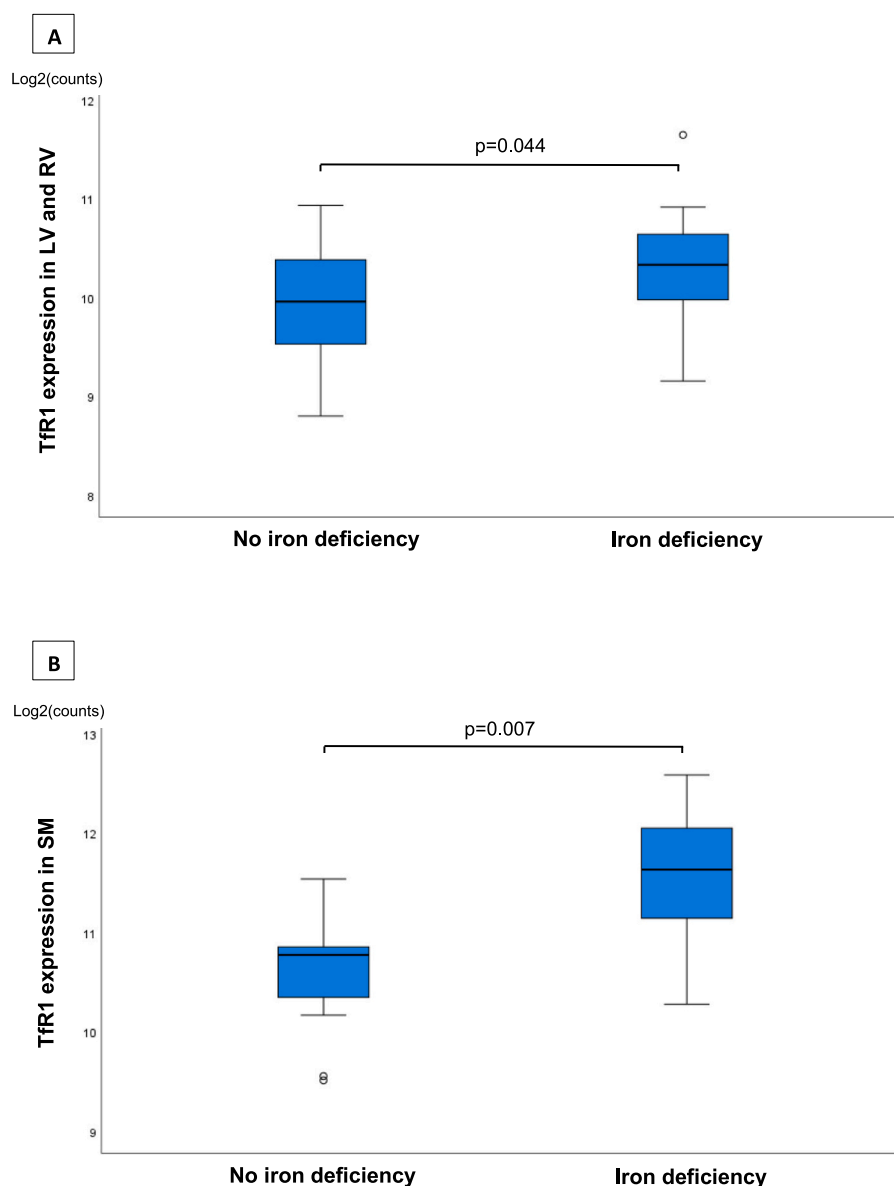 A
Log2(counts)
12
p=0.044
11
10
9
8
TfR1 expression in LV and RV
No iron deficiency
Iron deficiency
B
Log2(counts)
13
p=0.007
12
11
10
9
TfR1 expression in SM
No iron deficiency
Iron deficiency